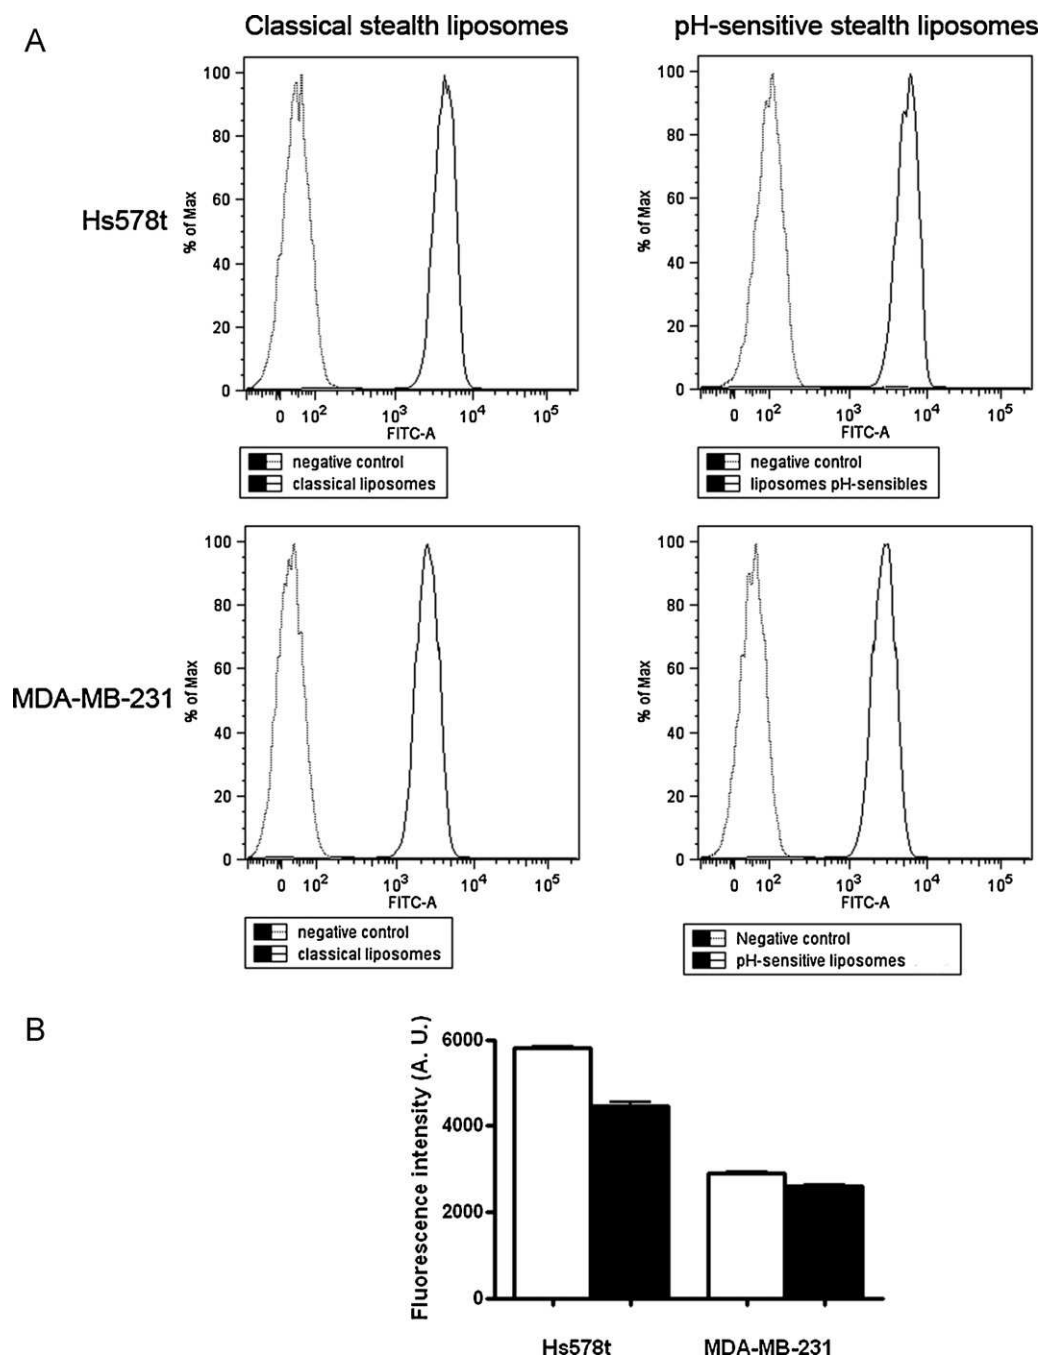 A
Classical stealth liposomes
pH-sensitive stealth liposomes
Hs578t
% of Max
100
80
60
40
20
0
0 10^2 10^3 10^4 10^5
FITC-A
negative control
classical liposomes
% of Max
100
80
60
40
20
0
0 10^2 10^3 10^4 10^5
FITC-A
negative control
liposomes pH-sensibles
MDA-MB-231
% of Max
100
80
60
40
20
0
0 10^2 10^3 10^4 10^5
FITC-A
negative control
classical liposomes
% of Max
100
80
60
40
20
0
0 10^2 10^3 10^4 10^5
FITC-A
Negative control
pH-sensitive liposomes
B
Fluorescence intensity (A. U.)
6000
4000
2000
0
Hs578t MDA-MB-231